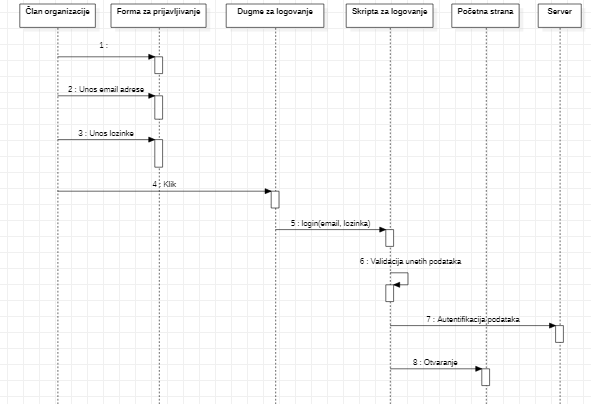 Član organizacije
Forma za prijavljivanje
Dugme za logovanje
Skripta za logovanje
Početna strana
Server
1 :
2 : Unos email adrese
3 : Unos lozinke
4 : Klik
5 : login(email, lozinka)
6 : Validacija unetih podataka
7 : Autentifikacija podataka
8 : Otvaranje